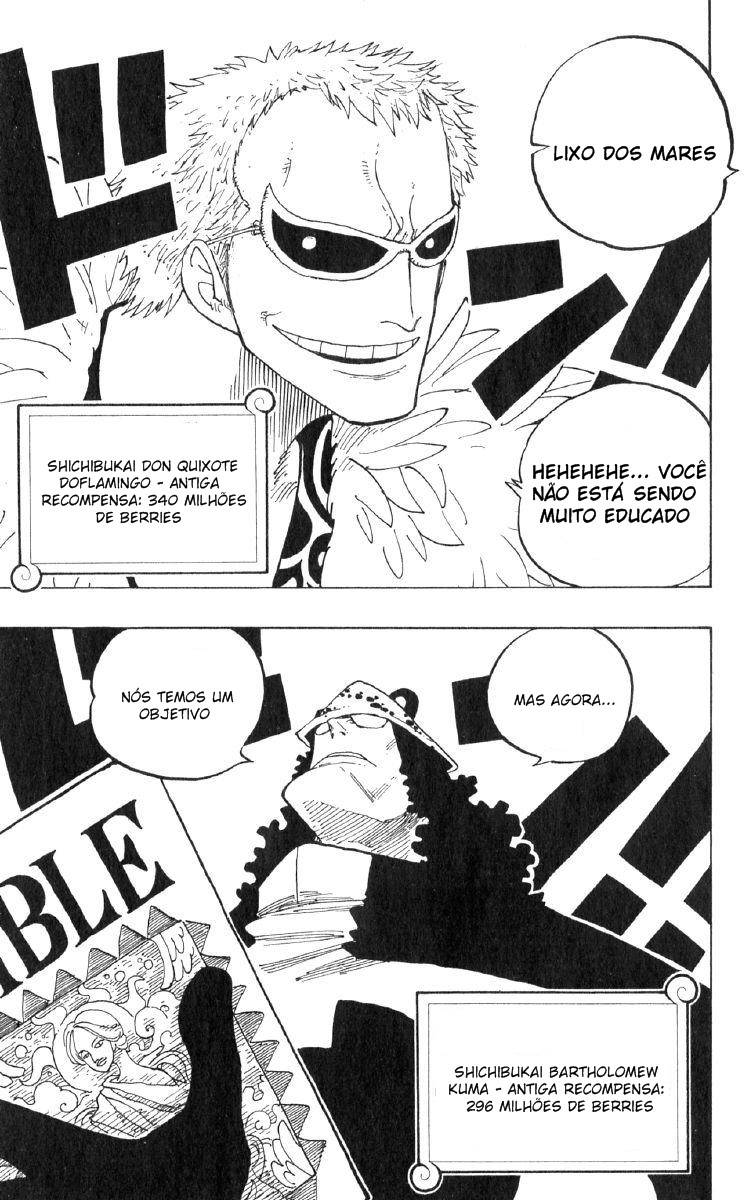 LIXO DOS MARES
HEHEHEHE... VOCÊ
NÃO ESTÁ SENDO
MUITO EDUCADO
SHICHIBUKAI DON QUIXOTE
DOFLAMINGO - ANTIGA
RECOMPENSA: 340 MILHÕES
DE BERRIES
MAS AGORA...
NÓS TEMOS UM
OBJETIVO
IBLE
SHICHIBUKAI BARTHOLOMEW
KUMA - ANTIGA RECOMPENSA:
296 MILHÕES DE BERRIES